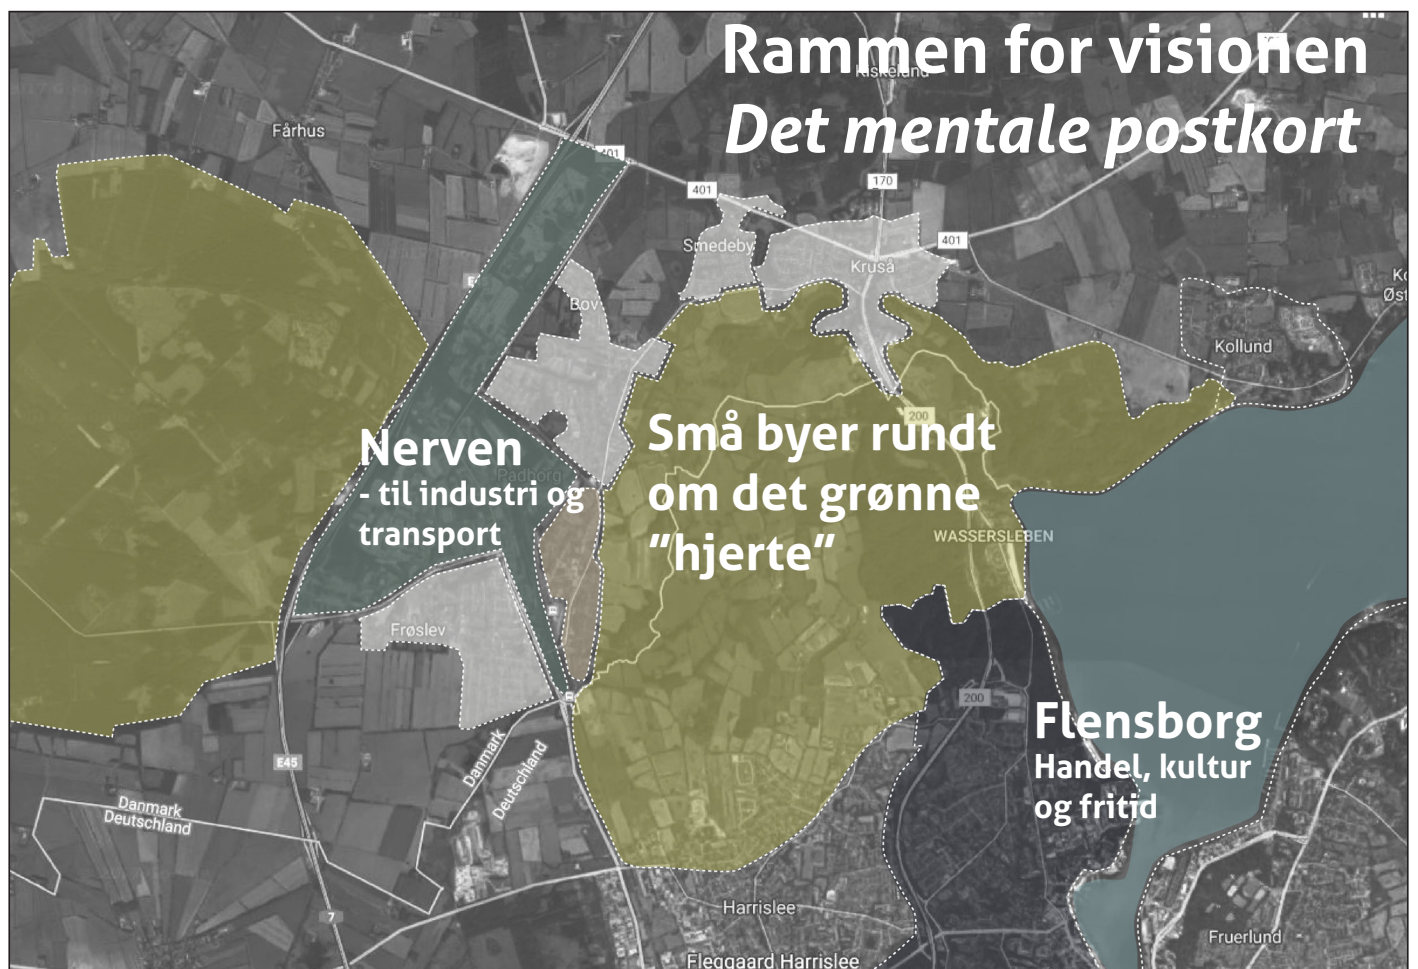 Rammen for visionen
Kiskelund
Det mentale postkort
Fårhus
401
401
170
401
Smedeby
Kruså
Bov
Kollund
200
Nerven
- til industri og
transport
Padborg
Små byer rundt
om det grønne
”hjerte”
WASSERSLEBEN
Frøslev
200
Flensborg
Handel, kultur
og fritid
E45
Danmark
Deutschland
Danmark
Deutschland
7
Harrislee
Fruerlund
Fleggaard Harrislee